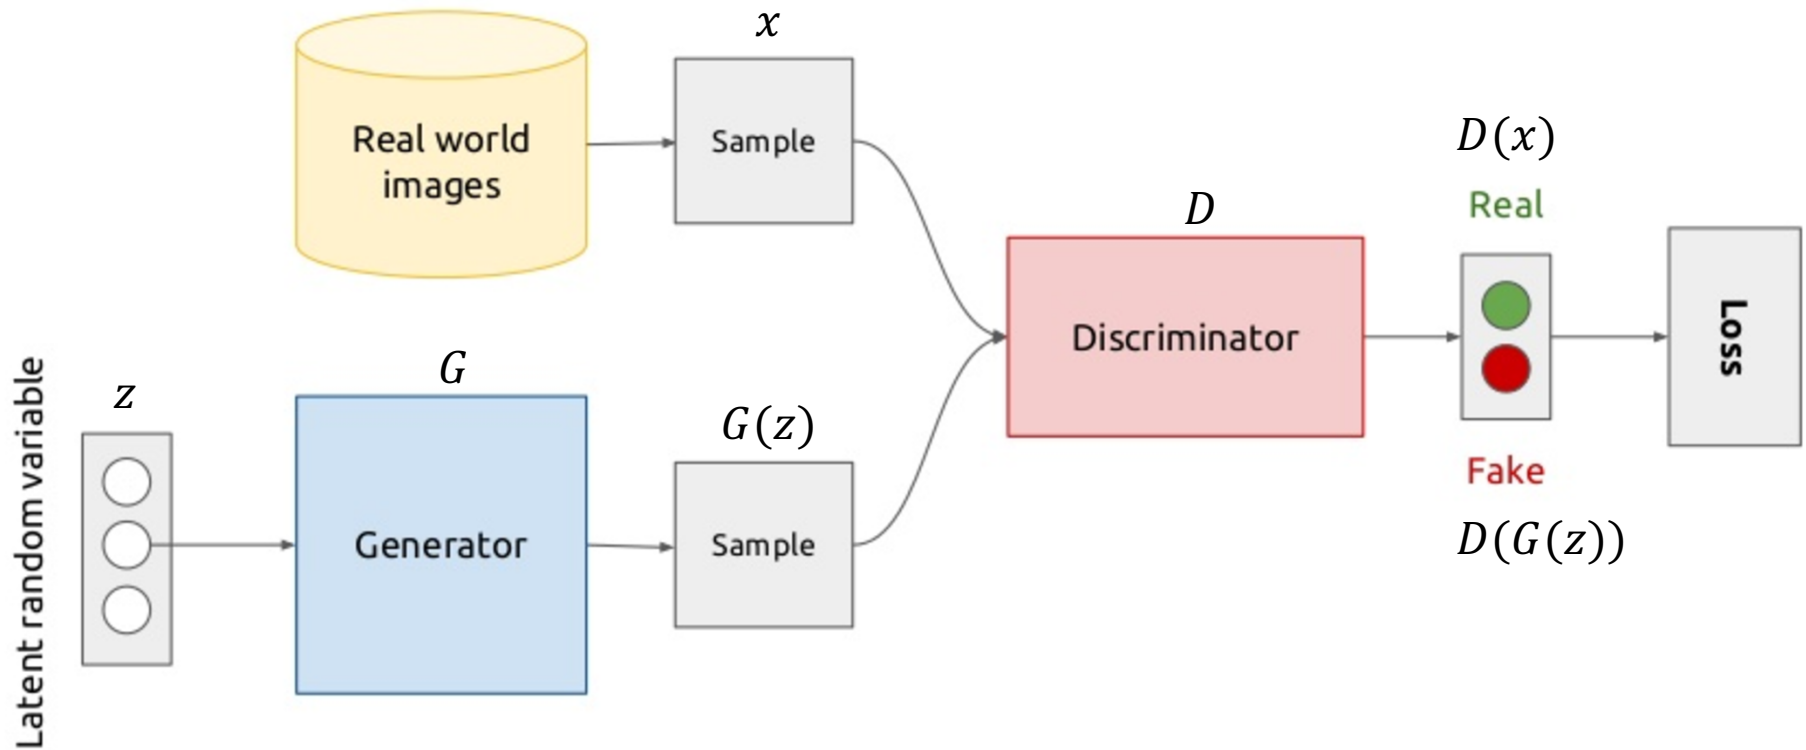 x
Real world
images
Sample
D(x)
Real
D
Discriminator
Loss
Fake
D(G(z))
Latent random variable
z
G
Generator
G(z)
Sample